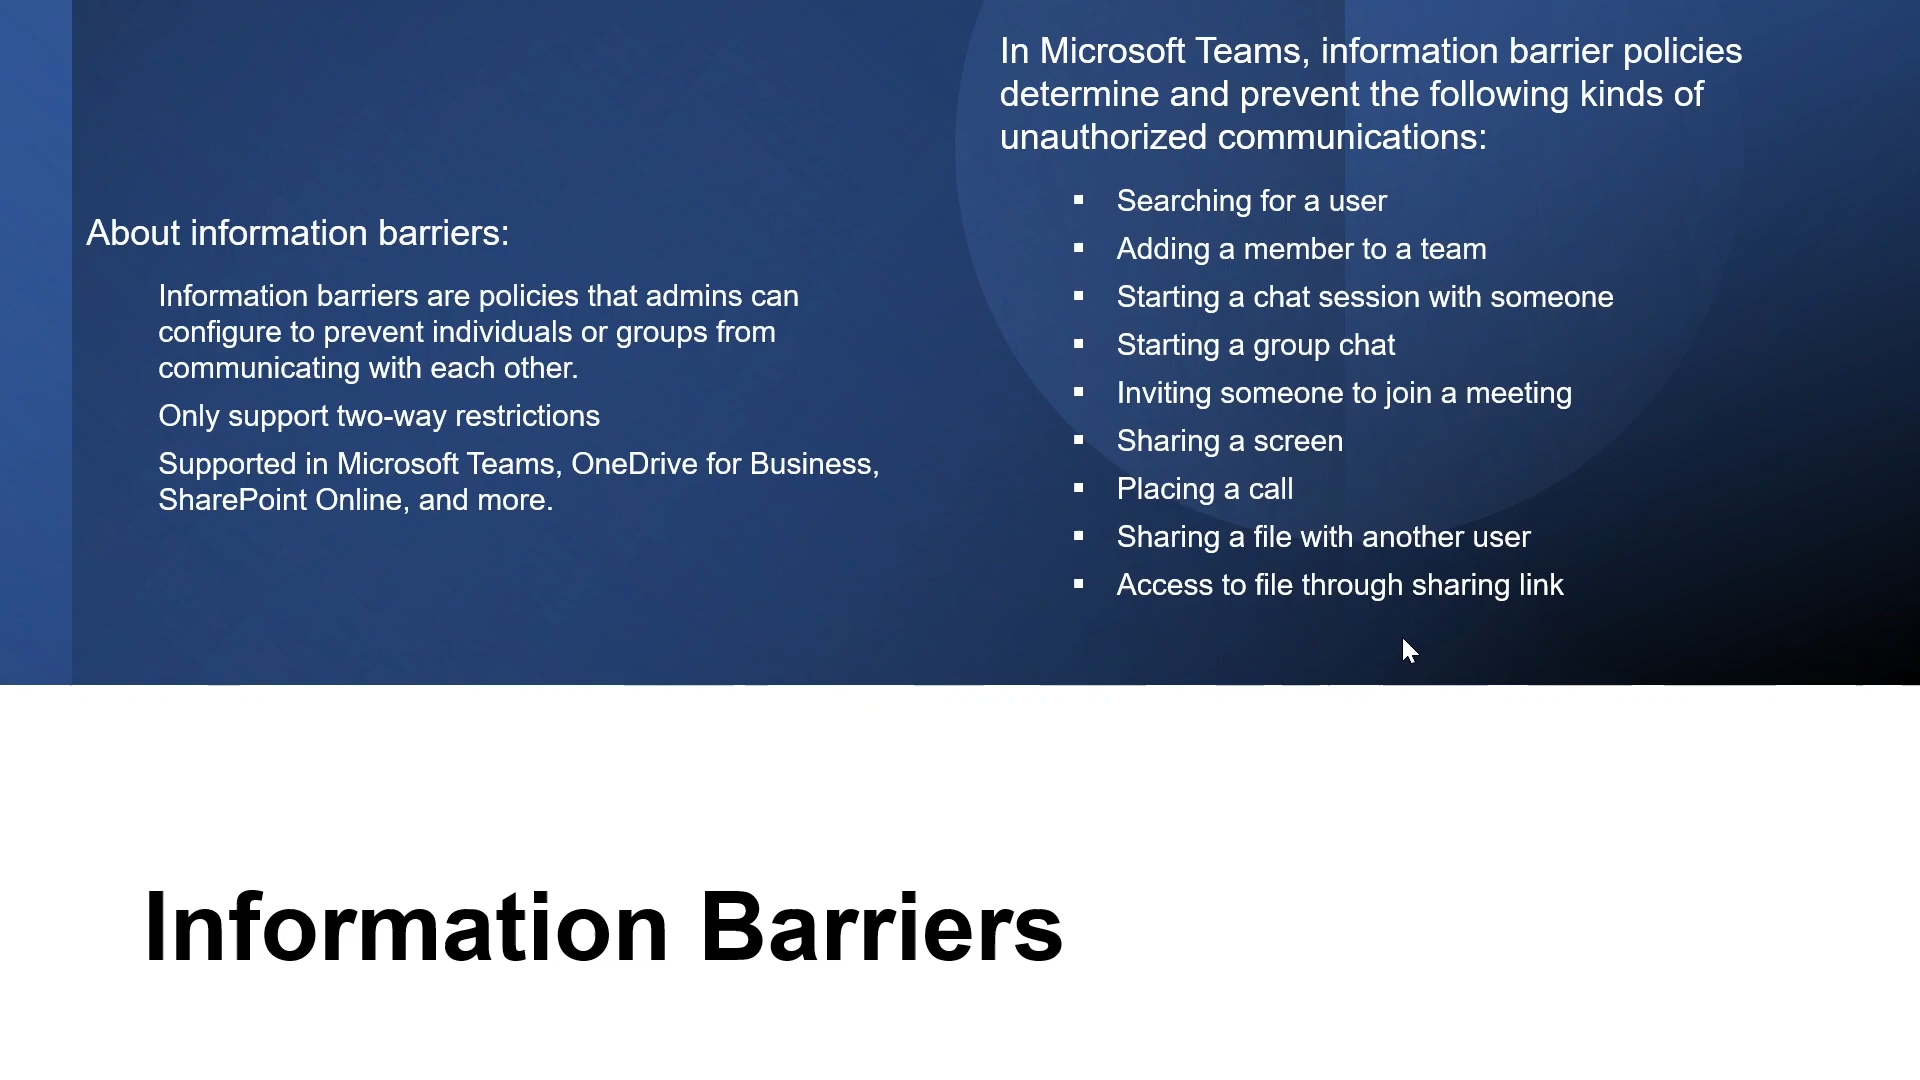 About information barriers:
Information barriers are policies that admins can
configure to prevent individuals or groups from
communicating with each other.
Only support two-way restrictions
Supported in Microsoft Teams, OneDrive for Business,
SharePoint Online, and more.
In Microsoft Teams, information barrier policies
determine and prevent the following kinds of
unauthorized communications:
▪ Searching for a user
▪ Adding a member to a team
▪ Starting a chat session with someone
▪ Starting a group chat
▪ Inviting someone to join a meeting
▪ Sharing a screen
▪ Placing a call
▪ Sharing a file with another user
▪ Access to file through sharing link
Information Barriers